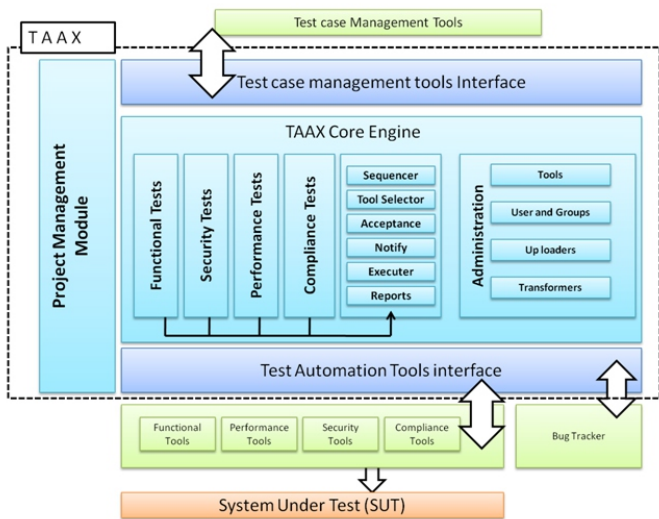 Test case Management Tools
T A A X
Test case management tools Interface
Project Management
Module
TAAX Core Engine
Functional Tests
Security Tests
Performance Tests
Compliance Tests
Sequencer
Tool Selector
Acceptance
Notify
Executer
Reports
Administration
Tools
User and Groups
Up loaders
Transformers
Test Automation Tools interface
Functional
Tools
Performance
Tools
Security
Tools
Compliance
Tools
Bug Tracker
System Under Test (SUT)